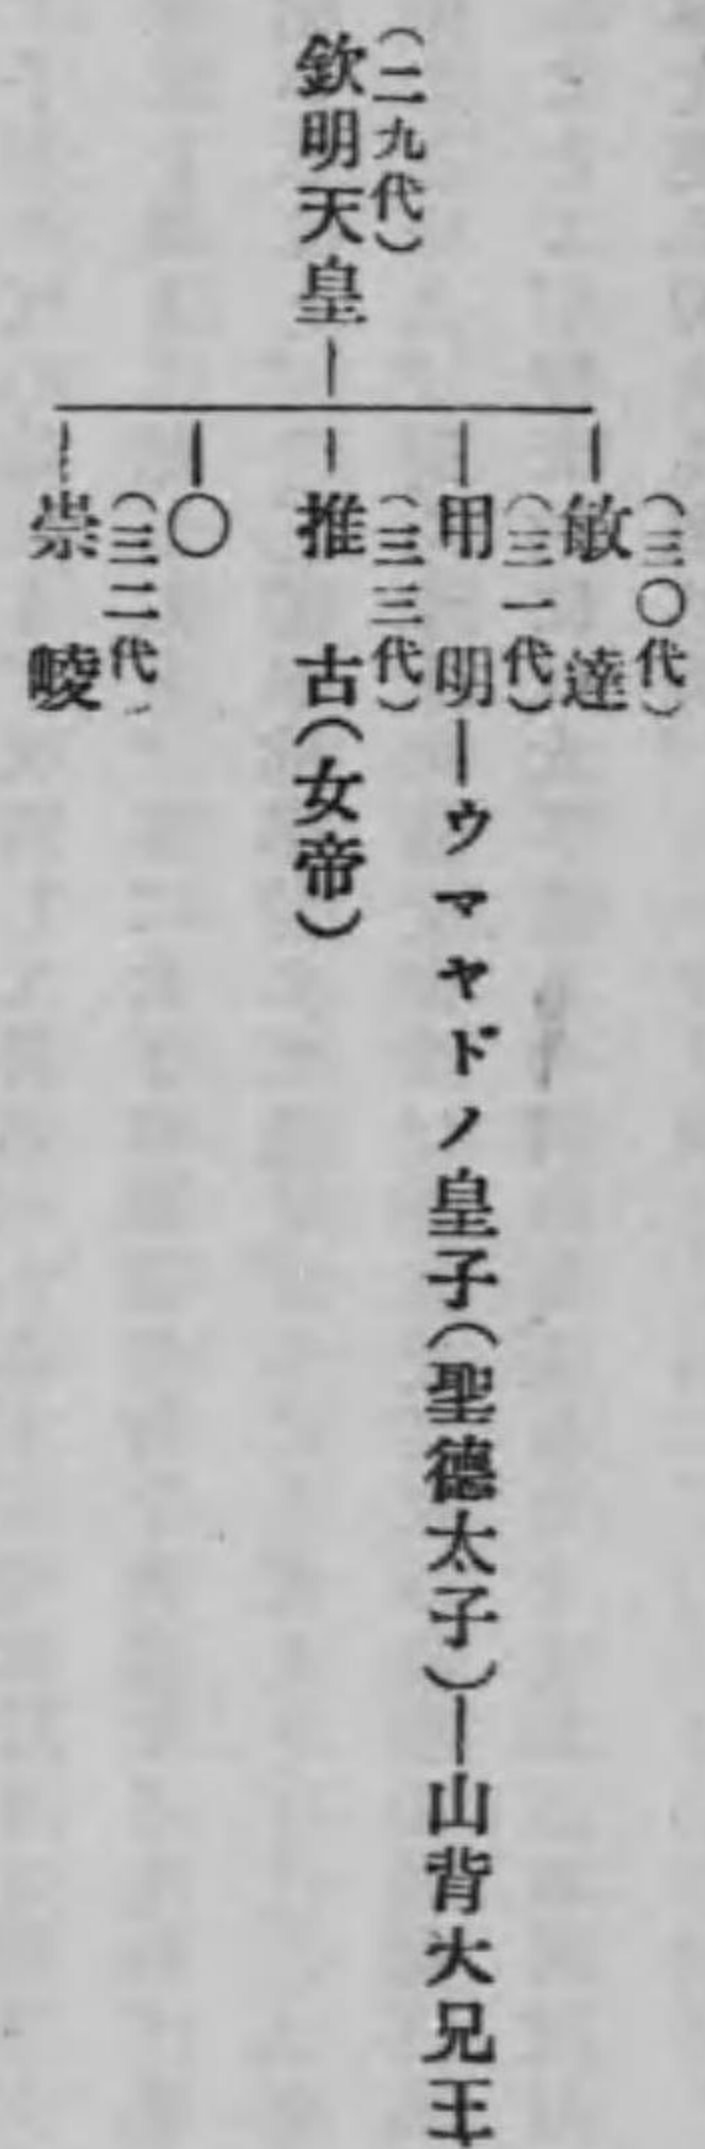 (二九代)
欽明天皇
(三〇代)
敏達
(三一代)
用明―ウマヤドノ皇子(聖德太子)―山背大兄王
(三三代)
推古(女帝)
〇
(三二代)
崇峻